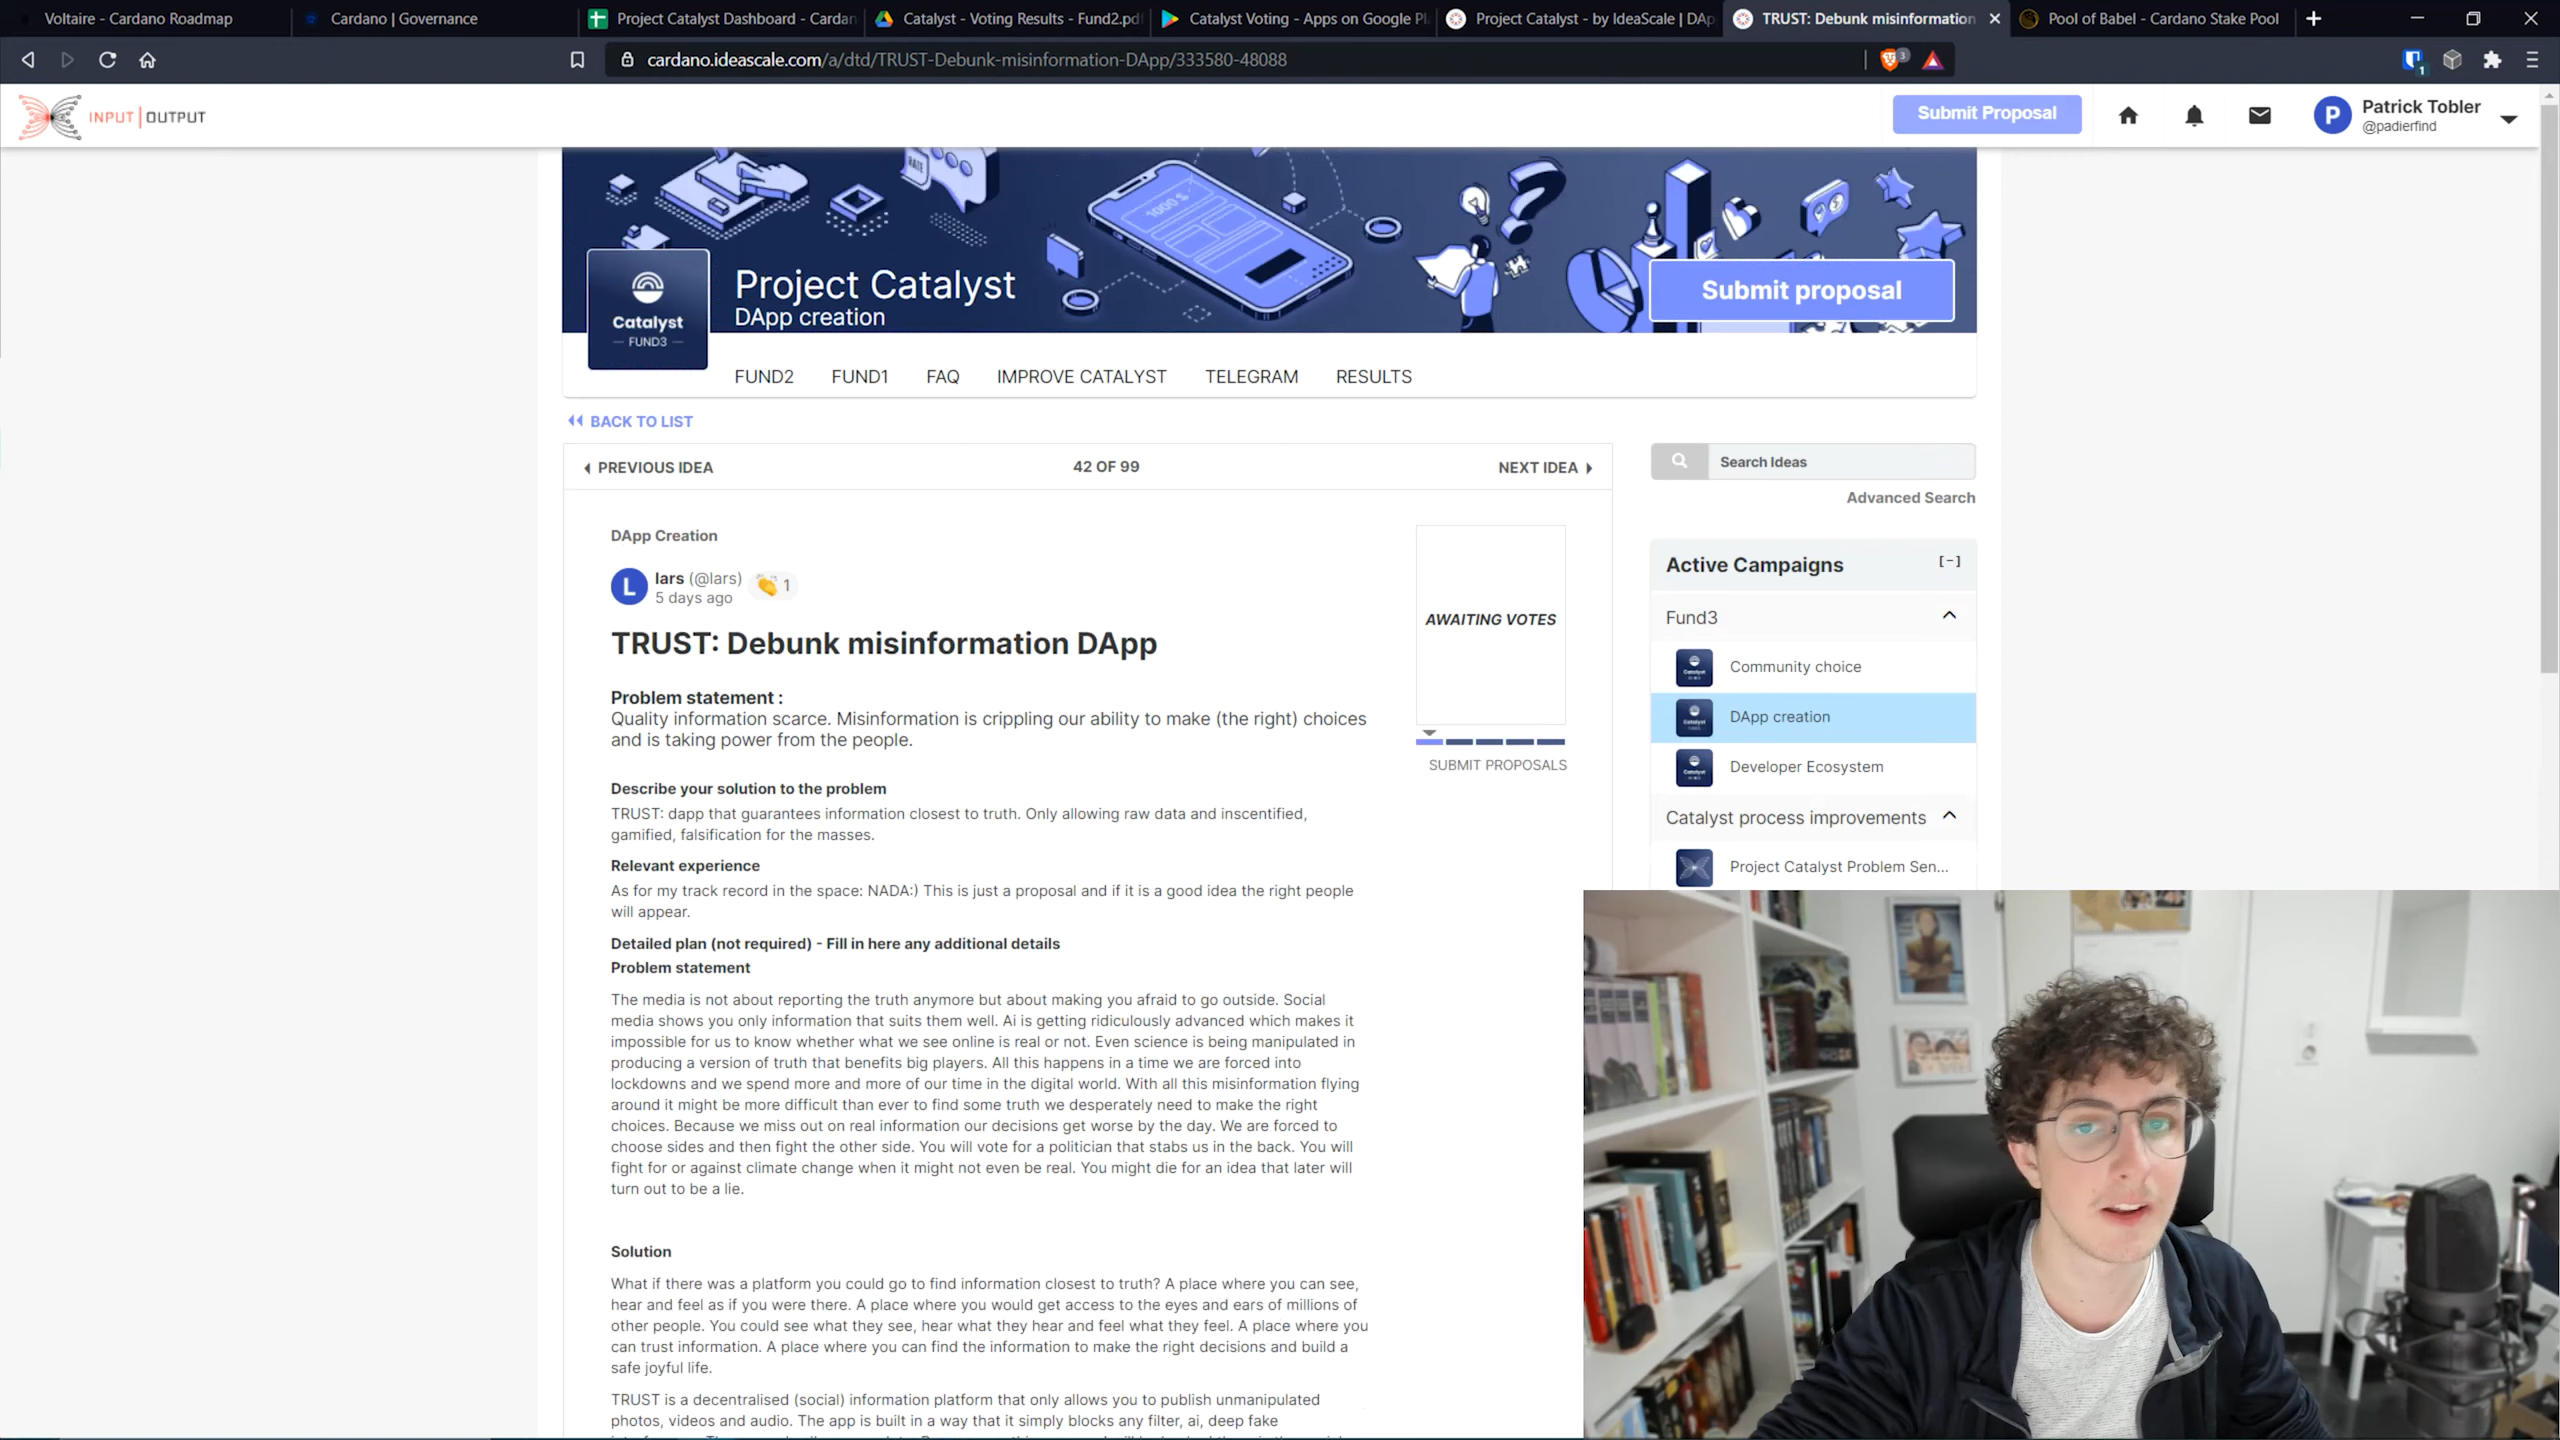 Voltaire - Cardano Roadmap
Cardano | Governance
Project Catalyst Dashboard - Cardan
Catalyst - Voting Results - Fund2.pdf
Catalyst Voting - Apps on Google Pl
Project Catalyst - by IdeaScale | DAp
TRUST: Debunk misinformation
Pool of Babel - Cardano Stake Pool
cardano.ideascale.com/a/dtd/TRUST-Debunk-misinformation-DApp/333580-48088
3
1
INPUT | OUTPUT
Submit Proposal
P
Patrick Tobler
@padierfind
RATE
1000 $
Catalyst
— FUND3 —
Project Catalyst
DApp creation
Submit proposal
FUND2
FUND1
FAQ
IMPROVE CATALYST
TELEGRAM
RESULTS
BACK TO LIST
PREVIOUS IDEA
42 OF 99
NEXT IDEA
DApp Creation
L
lars (@lars)
5 days ago
1
TRUST: Debunk misinformation DApp
Problem statement :
Quality information scarce. Misinformation is crippling our ability to make (the right) choices
and is taking power from the people.
Describe your solution to the problem
TRUST: dapp that guarantees information closest to truth. Only allowing raw data and inscentified,
gamified, falsification for the masses.
Relevant experience
As for my track record in the space: NADA:) This is just a proposal and if it is a good idea the right people
will appear.
Detailed plan (not required) - Fill in here any additional details
Problem statement
The media is not about reporting the truth anymore but about making you afraid to go outside. Social
media shows you only information that suits them well. Ai is getting ridiculously advanced which makes it
impossible for us to know whether what we see online is real or not. Even science is being manipulated in
producing a version of truth that benefits big players. All this happens in a time we are forced into
lockdowns and we spend more and more of our time in the digital world. With all this misinformation flying
around it might be more difficult than ever to find some truth we desperately need to make the right
choices. Because we miss out on real information our decisions get worse by the day. We are forced to
choose sides and then fight the other side. You will vote for a politician that stabs us in the back. You will
fight for or against climate change when it might not even be real. You might die for an idea that later will
turn out to be a lie.
Solution
What if there was a platform you could go to find information closest to truth? A place where you can see,
hear and feel as if you were there. A place where you would get access to the eyes and ears of millions of
other people. You could see what they see, hear what they hear and feel what they feel. A place where you
can trust information. A place where you can find the information to make the right decisions and build a
safe joyful life.
TRUST is a decentralised (social) information platform that only allows you to publish unmanipulated
photos, videos and audio. The app is built in a way that it simply blocks any filter, ai, deep fake
AWAITING VOTES
SUBMIT PROPOSALS
Search Ideas
Advanced Search
Active Campaigns
[-]
Fund3
Community choice
DApp creation
Developer Ecosystem
Catalyst process improvements
Project Catalyst Problem Sen...